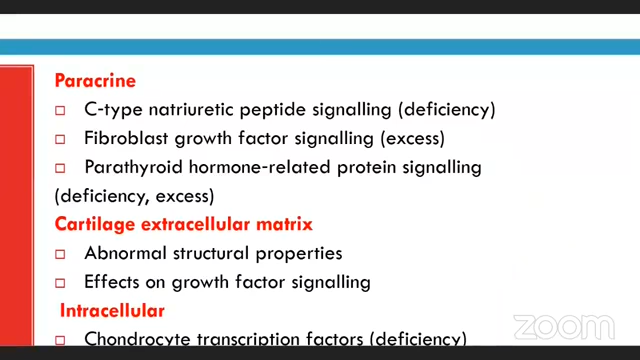 Paracrine
C-type natriuretic peptide signalling (deficiency)
Fibroblast growth factor signalling (excess)
Parathyroid hormone-related protein signalling
(deficiency, excess)
Cartilage extracellular matrix
Abnormal structural properties
Effects on growth factor signalling
Intracellular
Chondrocyte transcription factors (deficiency)
zoom